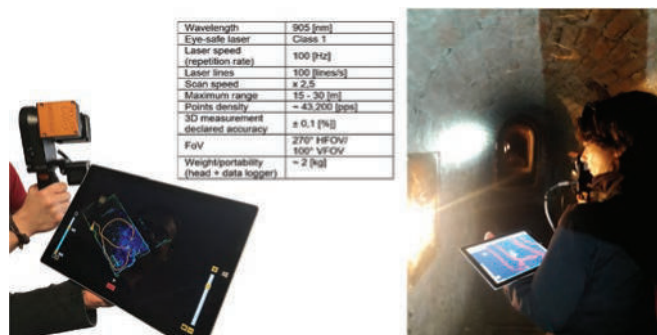 Wavelength 905 [nm]
Eye-safe laser Class 1
Laser speed
(repetition rate) 100 [Hz]
Laser lines 100 [lines/s]
Scan speed x 2,5
Maximum range 15 - 30 [m]
Points density ~ 43,200 [pps]
3D measurement
declared accuracy ± 0,1 [%]
FoV 270° HFOV/
100° VFOV
Weight/portability
(head + data logger) ~ 2 [kg]